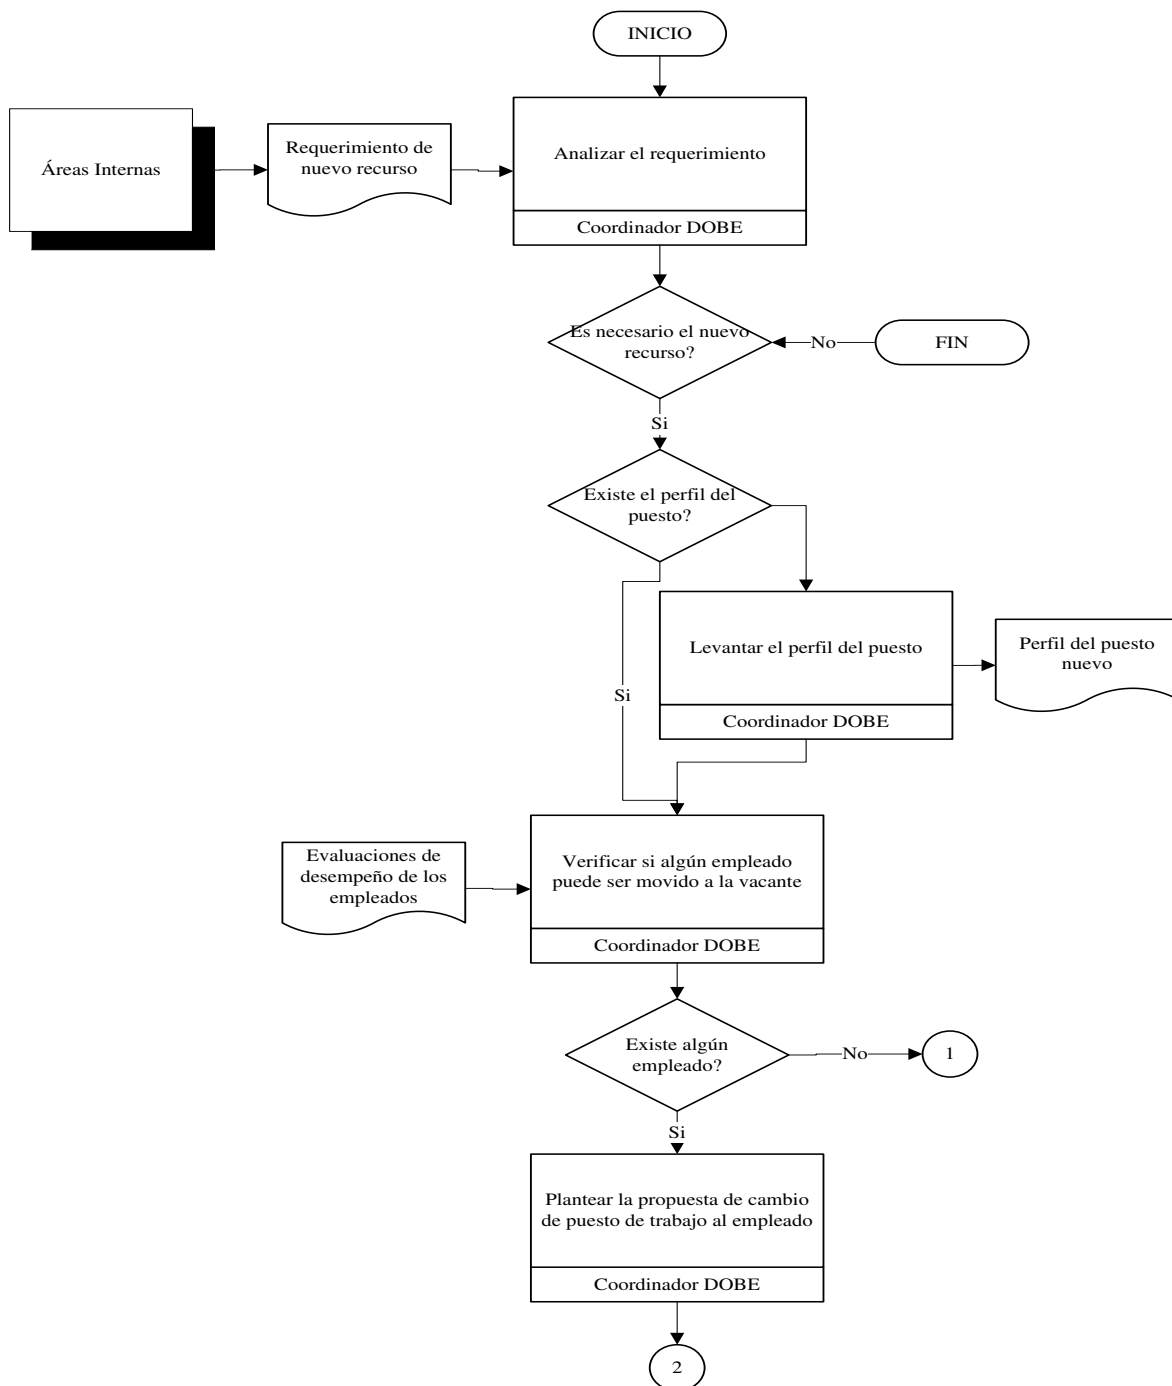 INICIO
Áreas Internas
Requerimiento de
nuevo recurso
Analizar el requerimiento
Coordinador DOBE
Es necesario el nuevo
recurso?
No
FIN
Si
Existe el perfil del
puesto?
Levantar el perfil del puesto
Coordinador DOBE
Perfil del puesto
nuevo
Si
Evaluaciones de
desempeño de los
empleados
Verificar si algún empleado
puede ser movido a la vacante
Coordinador DOBE
Existe algún
empleado?
No
1
Si
Plantear la propuesta de cambio
de puesto de trabajo al empleado
Coordinador DOBE
2